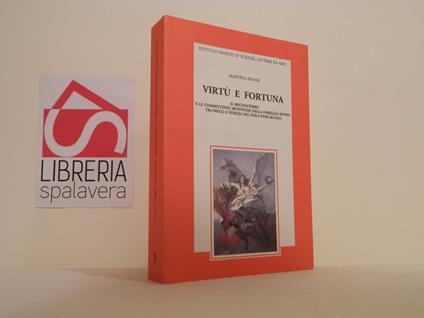 LIBRERIA
spalavera
ISTITUTO VENETO DI SCIENZE, LETTERE ED ARTI
MARTINA FRANK
VIRTÙ E FORTUNA
IL MECENATISMO
E LE COMMITTENZE ARTISTICHE DELLA FAMIGLIA MANIN
TRA FRIULI E VENEZIA NEL XVII E XVIII SECOLO